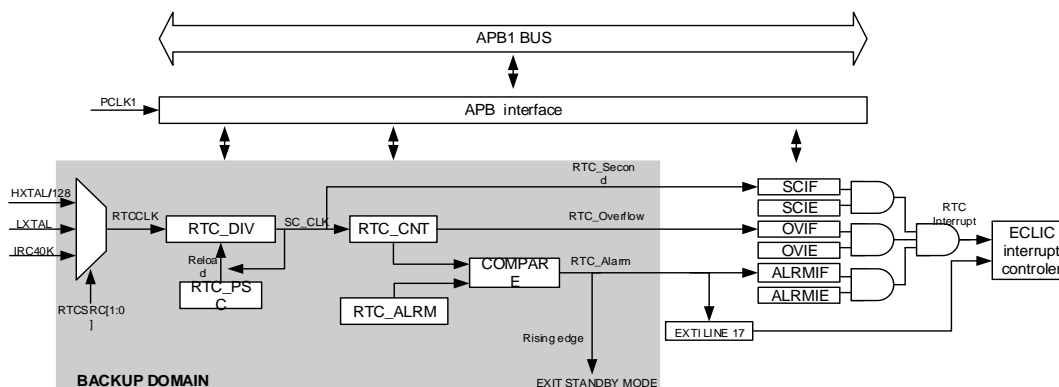 APB1 BUS
PCLK1
APB interface
HXTAL/128
LXTAL
IRC40K
RTCCLK
RTC_DIV
SC_CLK
RTC_CNT
RTC_Secon
d
RTC_Overflow
Reloa
d
RTC_PS
C
COMPAR
E
RTC_Alarm
RTC_ALRM
RTCSRC[1:0
]
Rising edge
BACKUP DOMAIN
EXIT STANDBY MODE
SCIF
SCIE
OVIF
OVIE
ALRMIF
ALRMIE
EXTI LINE 17
RTC
Interrupt
ECLIC
interrupt
controler